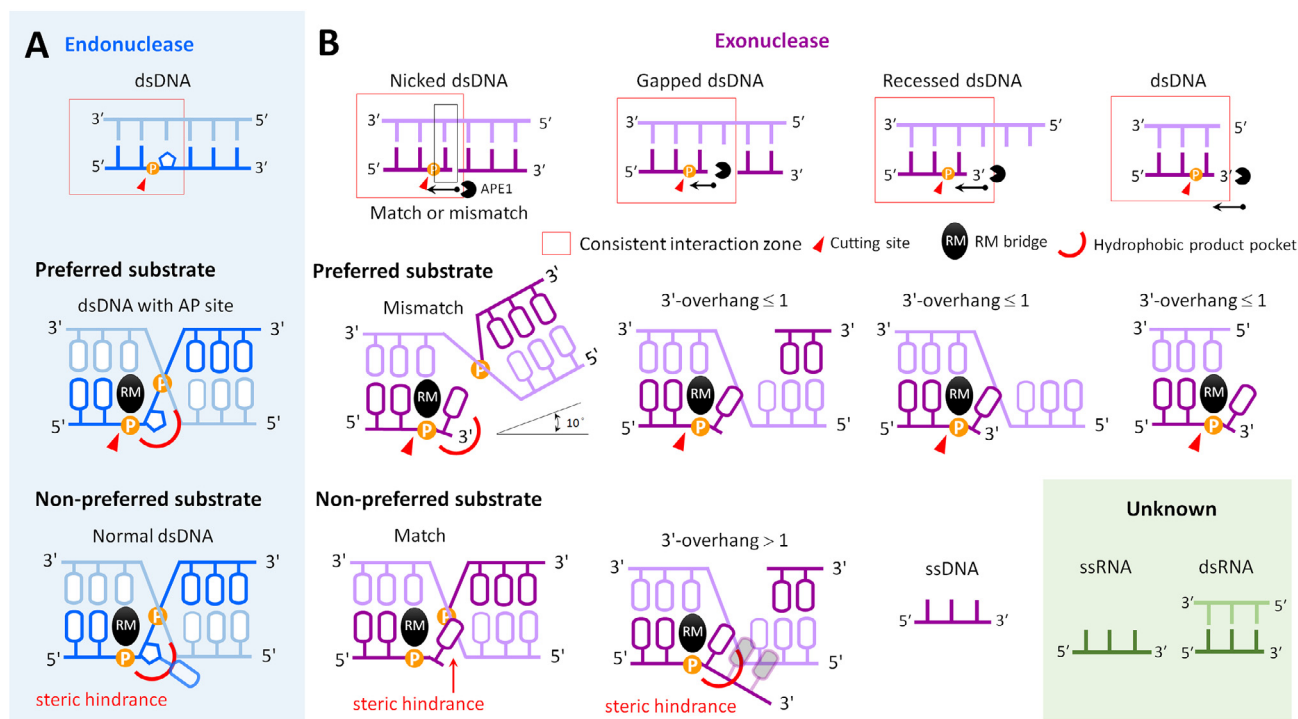 A
Endonuclease
dsDNA
3′
5′
5′
P
3′
Preferred substrate
dsDNA with AP site
3'
3'
RM
P
P
5'
5'
Non-preferred substrate
Normal dsDNA
3'
3'
RM
P
P
5'
5'
steric hindrance
B
Exonuclease
Nicked dsDNA
Gapped dsDNA
Recessed dsDNA
dsDNA
3′
5′
3′
5′
3′
5′
3′
5′
5′
P
3′
5′
P
3′
5′
P
3′
5′
P
3′
APE1
Match or mismatch
Consistent interaction zone
Cutting site
RM
RM bridge
Hydrophobic product pocket
Preferred substrate
Mismatch
3'
3'
5'
P
RM
5'
P
3'
10°
3'-overhang ≤ 1
3'
3'
RM
5'
P
5'
3'-overhang ≤ 1
3'
RM
5'
P
3'
5'
3'-overhang ≤ 1
3'
5'
RM
5'
P
3'
Non-preferred substrate
Match
3'
3'
P
RM
5'
P
5'
steric hindrance
3'-overhang > 1
3'
3'
RM
5'
P
5'
3'
steric hindrance
ssDNA
5′
3′
Unknown
ssRNA
5′
3′
dsRNA
3′
5′
5′
3′